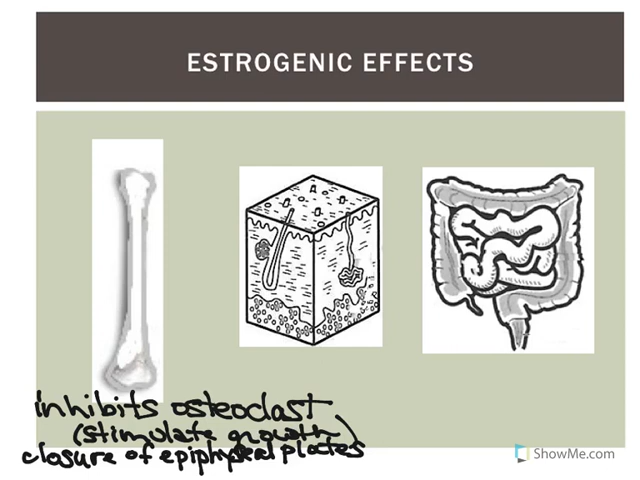 ESTROGENIC EFFECTS
inhibits osteoclast
(stimulate growth)
closure of epiphyseal plates
ShowMe.com